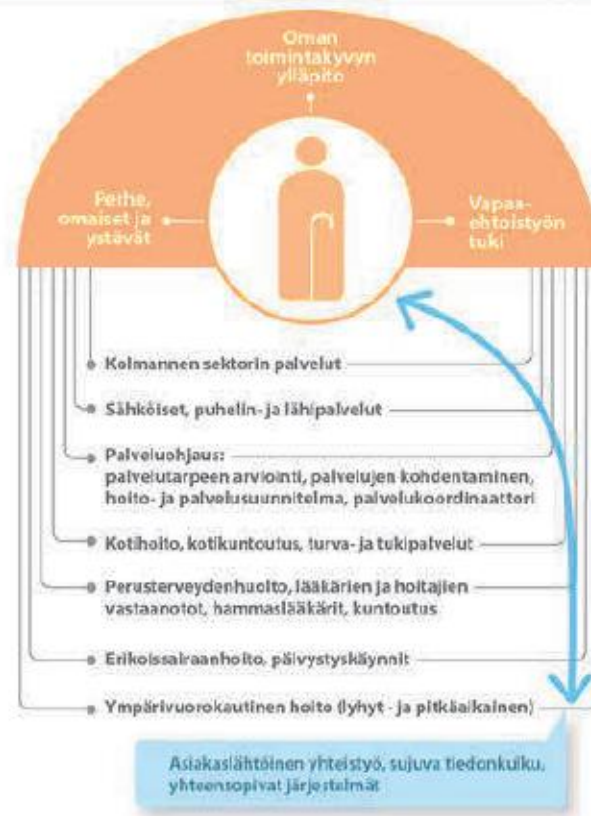 Oman
toimintakyvyn
ylläpito
Perhe,
omaiset ja
ystävät
Vapaa-
ehtoistyön
tuki
Kolmannen sektorin palvelut
Sähköiset, puhelin- ja lähipalvelut
Palveluohjaus:
palvelutarpeen arviointi, palvelujen kohdentaminen,
hoito- ja palvelusuunnitelma, palvelukoordinaattori
Kotihoito, kotikuntoutus, turva- ja tukipalvelut
Perusterveydenhuolto, lääkärien ja hoitajien
vastaanotot, hammaslääkärit, kuntoutus
Erikoissairaanhoito, päivystyskäynnit
Ympärivuorokautinen hoito (lyhyt - ja pitkäaikainen)
Asiakaslähtöinen yhteistyö, sujuva tiedonkulku,
yhteensopivat järjestelmät